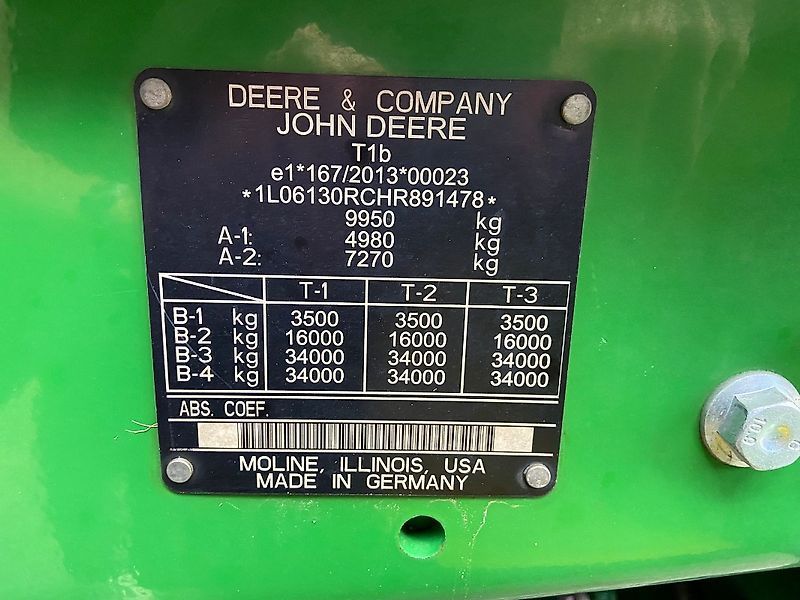 DEERE & COMPANY
JOHN DEERE
T1b
e1*167/2013*00023
*1L06130RCHR891478*
9950 kg
A-1: 4980 kg
A-2: 7270 kg
T-1 T-2 T-3
B-1 kg 3500 3500 3500
B-2 kg 16000 16000 16000
B-3 kg 34000 34000 34000
B-4 kg 34000 34000 34000
ABS. COEF.
MOLINE, ILLINOIS, USA
MADE IN GERMANY